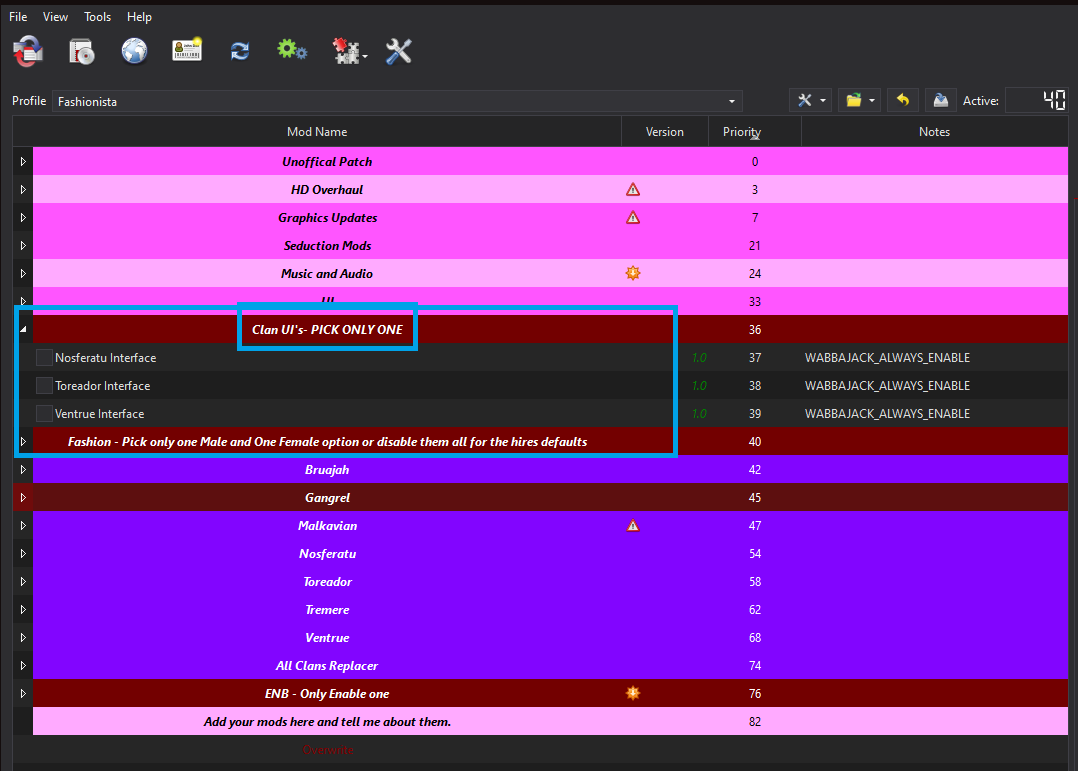 File View Tools Help
Profile Fashionista Active: 40
Mod Name Version Priority Notes
Unoffical Patch 0
HD Overhaul 3
Graphics Updates 7
Seduction Mods 21
Music and Audio 24
UI 33
Clan UI's- PICK ONLY ONE 36
Nosferatu Interface 1.0 37 WABBAJACK_ALWAYS_ENABLE
Toreador Interface 1.0 38 WABBAJACK_ALWAYS_ENABLE
Ventrue Interface 1.0 39 WABBAJACK_ALWAYS_ENABLE
Fashion - Pick only one Male and One Female option or disable them all for the hires defaults 40
Bruajah 42
Gangrel 45
Malkavian 47
Nosferatu 54
Toreador 58
Tremere 62
Ventrue 68
All Clans Replacer 74
ENB - Only Enable one 76
Add your mods here and tell me about them. 82
Overwrite